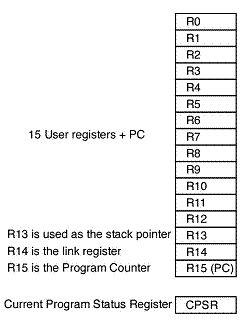 R0
R1
R2
R3
R4
R5
R6
15 User registers + PC R7
R8
R9
R10
R11
R12
R13 is used as the stack pointer R13
R14 is the link register R14
R15 is the Program Counter R15 (PC)
Current Program Status Register CPSR